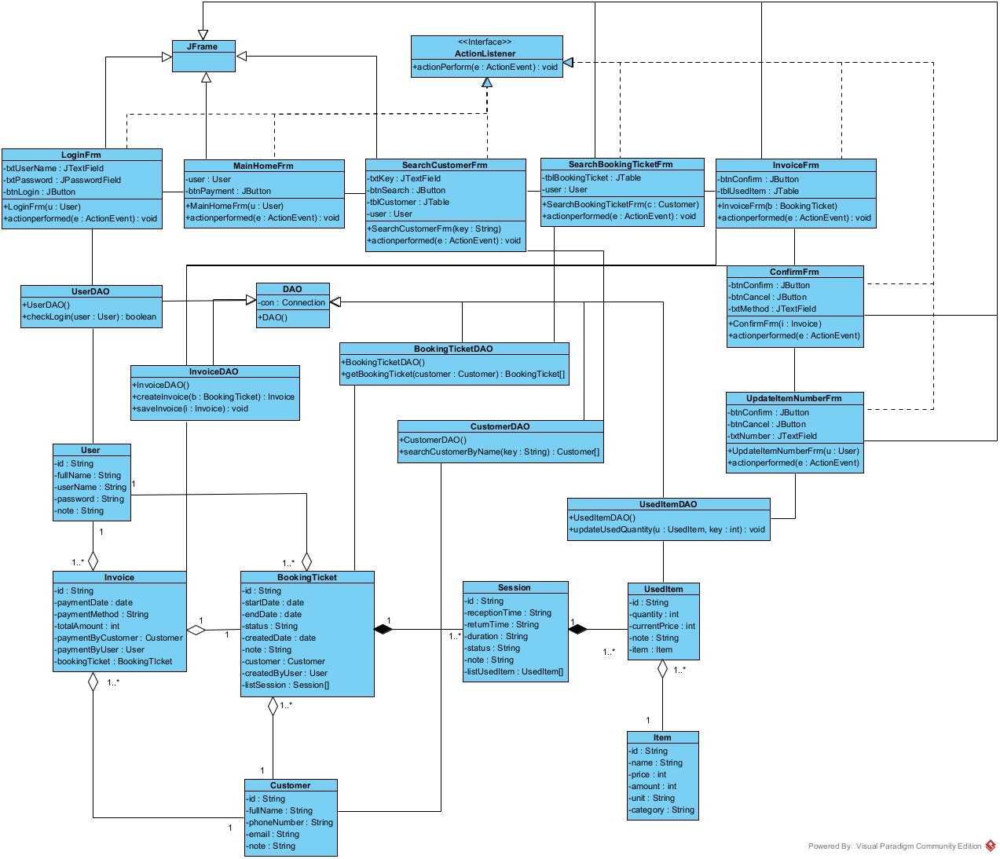 JFrame
<<Interface>>
ActionListener
+actionPerform(e : ActionEvent) : void
LoginFrm
-txtUserName : JTextField
-txtPassword : JPasswordField
-btnLogin : JButton
+LoginFrm(u : User)
+actionperformed(e : ActionEvent) : void
MainHomeFrm
-user : User
-btnPayment : JButton
+MainHomeFrm(u : User)
+actionperformed(e : ActionEvent) : void
SearchCustomerFrm
-txtKey : JTextField
-btnSearch : JButton
-tblCustomer : JTable
-user : User
+SearchCustomerFrm(key : String)
+actionperformed(e : ActionEvent) : void
SearchBookingTicketFrm
-tblBookingTicket : JTable
-user : User
+SearchBookingTicketFrm(c : Customer)
+actionperformed(e : ActionEvent) : void
InvoiceFrm
-btnConfirm : JButton
-tblUsedItem : JTable
+InvoiceFrm(b : BookingTicket)
+actionperformed(e : ActionEvent) : void
UserDAO
+UserDAO()
+checkLogin(user : User) : boolean
DAO
-con : Connection
+DAO()
ConfirmFrm
-btnConfirm : JButton
-btnCancel : JButton
-txtMethod : JTextField
+ConfirmFrm(i : Invoice)
+actionperformed(e : ActionEvent)
InvoiceDAO
+InvoiceDAO()
+createInvoice(b : BookingTicket) : Invoice
+saveInvoice(i : Invoice) : void
BookingTicketDAO
+BookingTicketDAO()
+getBookingTicket(customer : Customer) : BookingTicket[]
CustomerDAO
+CustomerDAO()
+searchCustomerByName(key : String) : Customer[]
UpdateItemNumberFrm
-btnConfirm : JButton
-btnCancel : JButton
-txtNumber : JTextField
+UpdateItemNumberFrm(u : User)
+actionperformed(e : ActionEvent)
User
-id : String
-fullName : String
-userName : String
-password : String
-note : String
1
1
1..*
1..*
UsedItemDAO
+UsedItemDAO()
+updateUsedQuantity(u : UsedItem, key : int) : void
Invoice
-id : String
-paymentDate : date
-paymentMethod : String
-totalAmount : int
-paymentByCustomer : Customer
-paymentByUser : User
-bookingTicket : BookingTIcket
1
1
1..*
BookingTicket
-id : String
-startDate : date
-endDate : date
-status : String
-createdDate : date
-note : String
-customer : Customer
-createdByUser : User
-listSession : Session[]
1
1..*
1..*
Session
-id : String
-receptionTime : String
-returnTime : String
-duration : String
-status : String
-note : String
-listUsedItem : UsedItem[]
1
1..*
UsedItem
-id : String
-quantity : int
-currentPrice : int
-note : String
-item : Item
1..*
1
Item
-id : String
-name : String
-price : int
-amount : int
-unit : String
-category : String
1
1
Customer
-id : String
-fullName : String
-phoneNumber : String
-email : String
-note : String
Powered By Visual Paradigm Community Edition